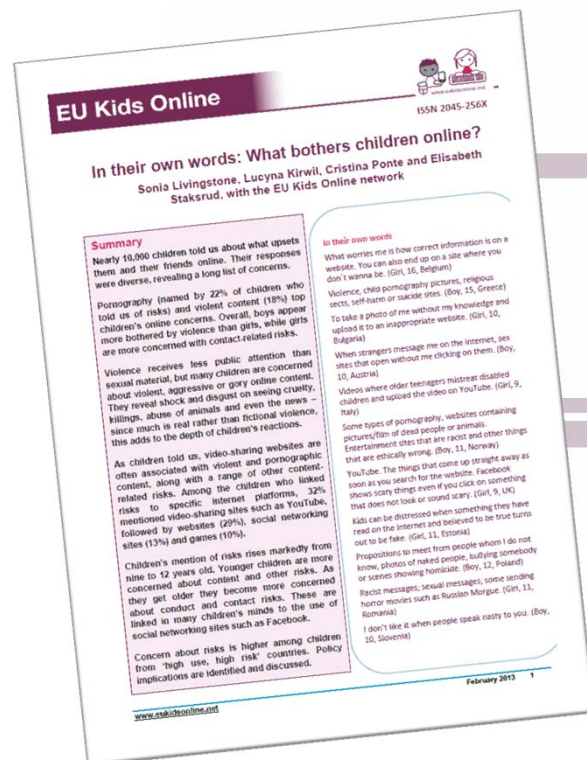 EU Kids Online
www.eukidsonline.net
ISSN 2045-256X
In their own words: What bothers children online?
Sonia Livingstone, Lucyna Kirwil, Cristina Ponte and Elisabeth
Staksrud, with the EU Kids Online network
Summary
Nearly 10,000 children told us about what upsets
them and their friends online. Their responses
were diverse, revealing a long list of concerns.
Pornography (named by 22% of children who
told us of risks) and violent content (18%) top
children's online concerns. Overall, boys appear
more bothered by violence than girls, while girls
are more concerned with contact-related risks.
Violence receives less public attention than
sexual material, but many children are concerned
about violent, aggressive or gory online content.
They reveal shock and disgust on seeing cruelty,
killings, abuse of animals and even the news –
since much is real rather than fictional violence,
this adds to the depth of children's reactions.
As children told us, video-sharing websites are
often associated with violent and pornographic
content, along with a range of other content-
related risks. Among the children who linked
risks to specific internet platforms, 32%
mentioned video-sharing sites such as YouTube,
followed by websites (29%), social networking
sites (13%) and games (10%).
Children's mention of risks rises markedly from
nine to 12 years old. Younger children are more
concerned about content and other risks. As
they get older they become more concerned
about conduct and contact risks. These are
linked in many children's minds to the use of
social networking sites such as Facebook.
Concern about risks is higher among children
from 'high use, high risk' countries. Policy
implications are identified and discussed.
In their own words
What worries me is how correct information is on a
website. You can also end up on a site where you
don´t wanna be. (Girl, 16, Belgium)
Violence, child pornography pictures, religious
sects, self-harm or suicide sites. (Boy, 15, Greece)
To take a photo of me without my knowledge and
upload it to an inappropriate website. (Girl, 10,
Bulgaria)
When strangers message me on the internet, sex
sites that open without me clicking on them. (Boy,
10, Austria)
Videos where older teenagers mistreat disabled
children and upload the video on YouTube. (Girl, 9,
Italy)
Some types of pornography, websites containing
pictures/film of dead people or animals.
Entertainment sites that are racist and other things
that are ethically wrong. (Boy, 11, Norway)
YouTube. The things that come up straight away as
soon as you search for the website. Facebook
shows scary things even if you click on something
that does not look or sound scary. (Girl, 9, UK)
Kids can be distressed when something they have
read on the Internet and believed to be true turns
out to be fake. (Girl, 11, Estonia)
Propositions to meet from people whom I do not
know, photos of naked people, bullying somebody
or scenes showing homicide. (Boy, 12, Poland)
Racist messages; sexual messages; some sending
horror movies such as Russian Morgue. (Girl, 11,
Romania)
I don't like it when people speak nasty to you. (Boy,
10, Slovenia)
www.eukidsonline.net
February 2013 1